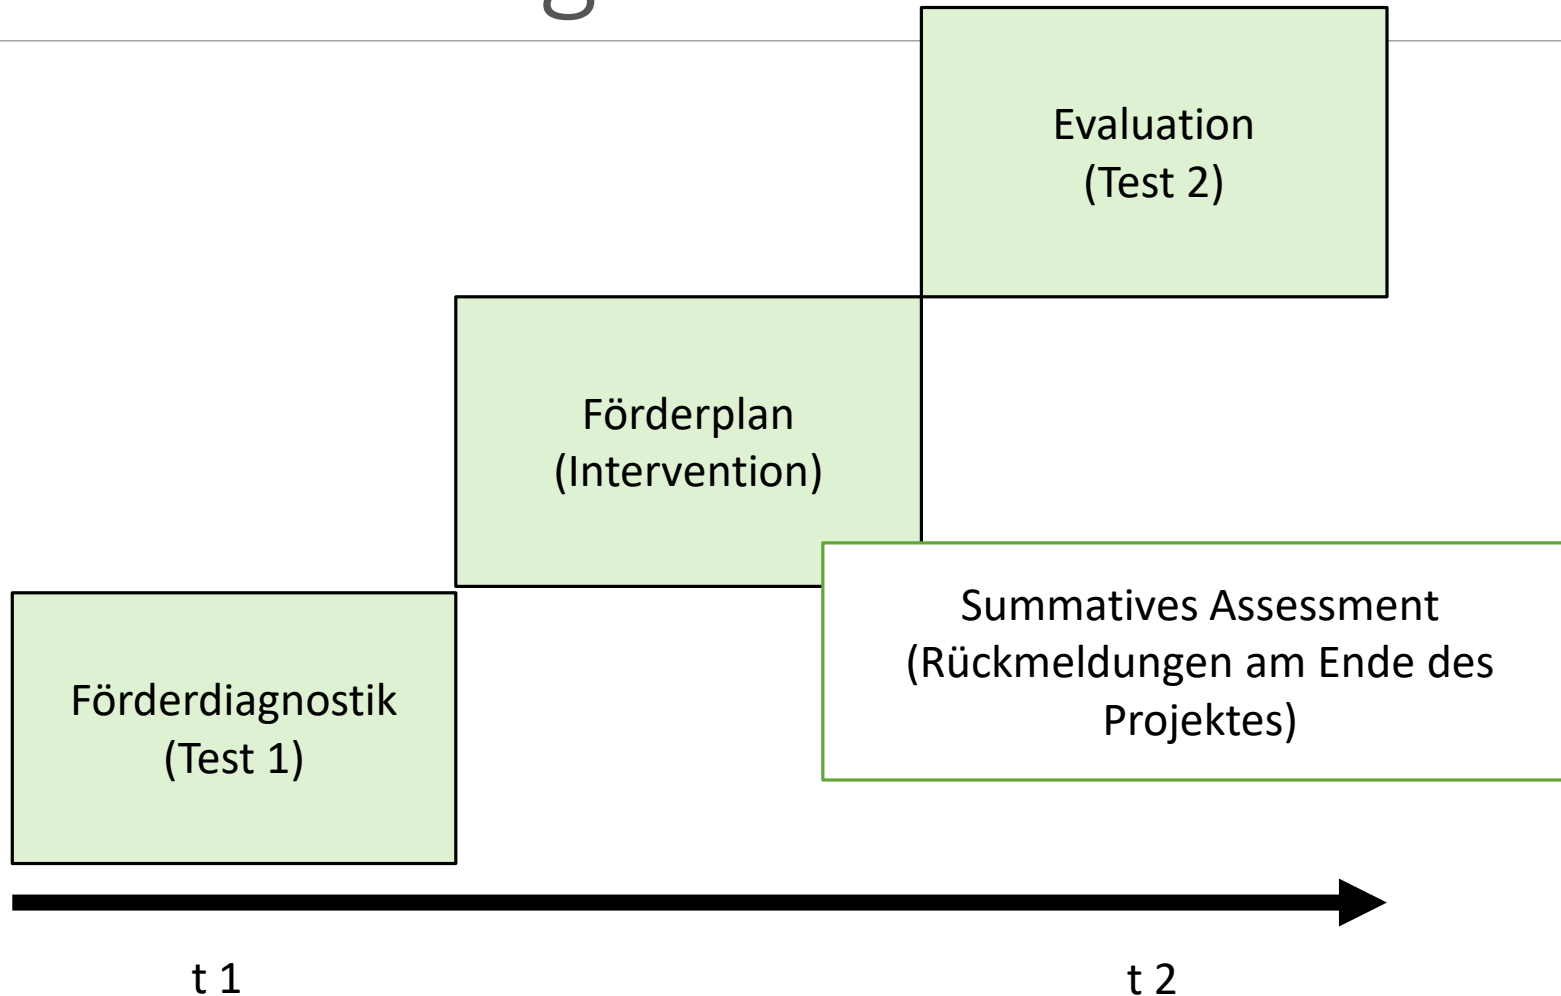 Evaluation
(Test 2)
Förderplan
(Intervention)
Summatives Assessment
(Rückmeldungen am Ende des
Projektes)
Förderdiagnostik
(Test 1)
t 1
t 2